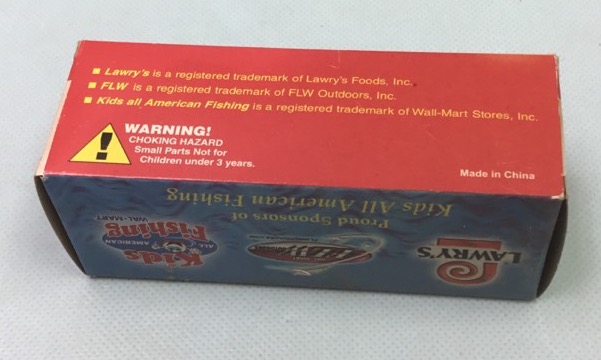 ■ Lawry's is a registered trademark of Lawry's Foods, Inc.
■ FLW is a registered trademark of FLW Outdoors, Inc.
■ Kids all American Fishing is a registered trademark of Wall-Mart Stores, Inc.
WARNING!
CHOKING HAZARD
Small Parts Not for
Children under 3 years.
Made in China
Proud Sponsors of
Kids All American Fishing
LAWRY'S
FLW
Kids
ALL AMERICAN
Fishing
WAL-MART